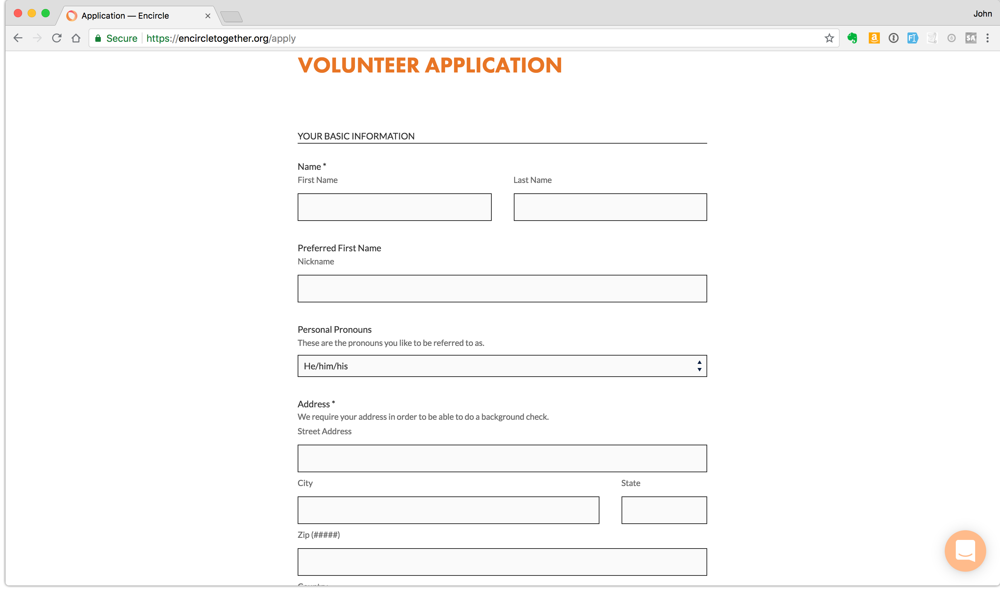 Application — Encircle
John
Secure
https://encircletogether.org/apply
VOLUNTEER APPLICATION
YOUR BASIC INFORMATION
Name *
First Name
Last Name
Preferred First Name
Nickname
Personal Pronouns
These are the pronouns you like to be referred to as.
He/him/his
Address *
We require your address in order to be able to do a background check.
Street Address
City
State
Zip (#####)